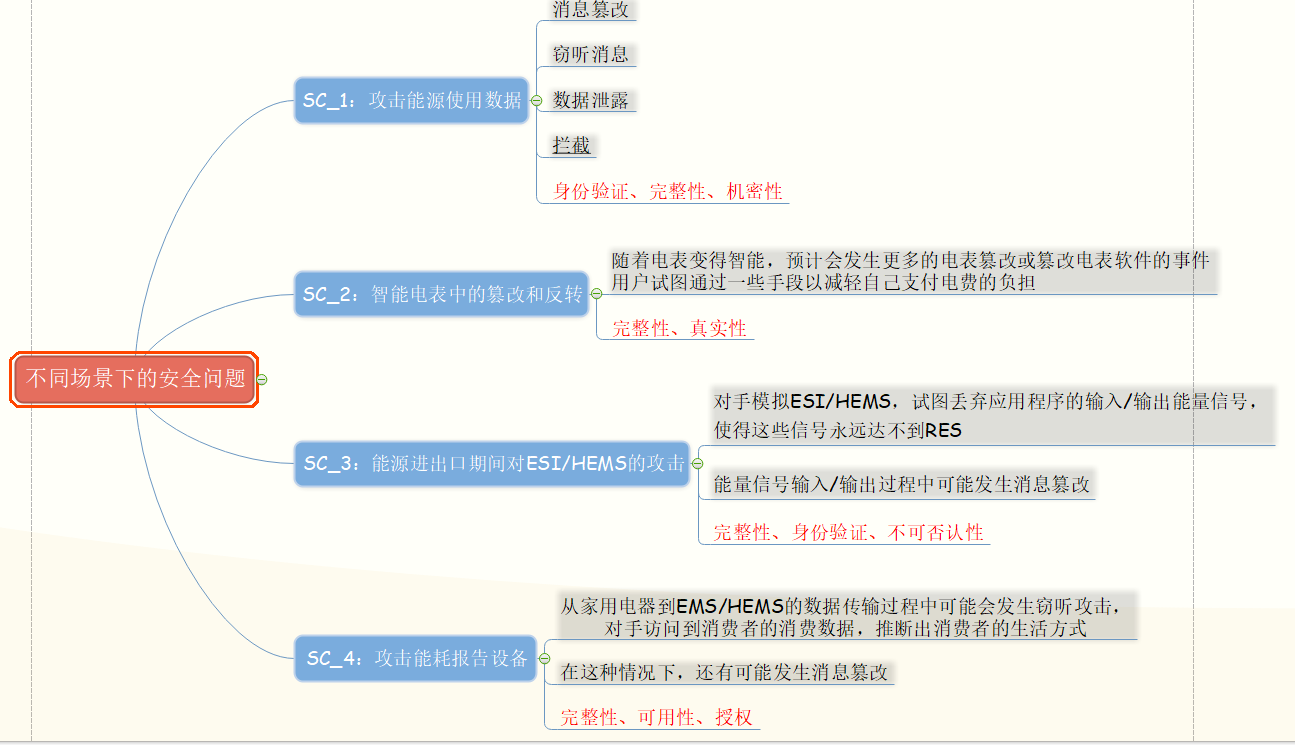 不同场景下的安全问题
SC_1：攻击能源使用数据
消息篡改
窃听消息
数据泄露
拦截
身份验证、完整性、机密性
SC_2：智能电表中的篡改和反转
随着电表变得智能，预计会发生更多的电表篡改或篡改电表软件的事件
用户试图通过一些手段以减轻自己支付电费的负担
完整性、真实性
SC_3：能源进出口期间对ESI/HEMS的攻击
对手模拟ESI/HEMS，试图丢弃应用程序的输入/输出能量信号，
使得这些信号永远达不到RES
能量信号输入/输出过程中可能发生消息篡改
完整性、身份验证、不可否认性
SC_4：攻击能耗报告设备
从家用电器到EMS/HEMS的数据传输过程中可能会发生窃听攻击，
对手访问到消费者的消费数据，推断出消费者的生活方式
在这种情况下，还有可能发生消息篡改
完整性、可用性、授权